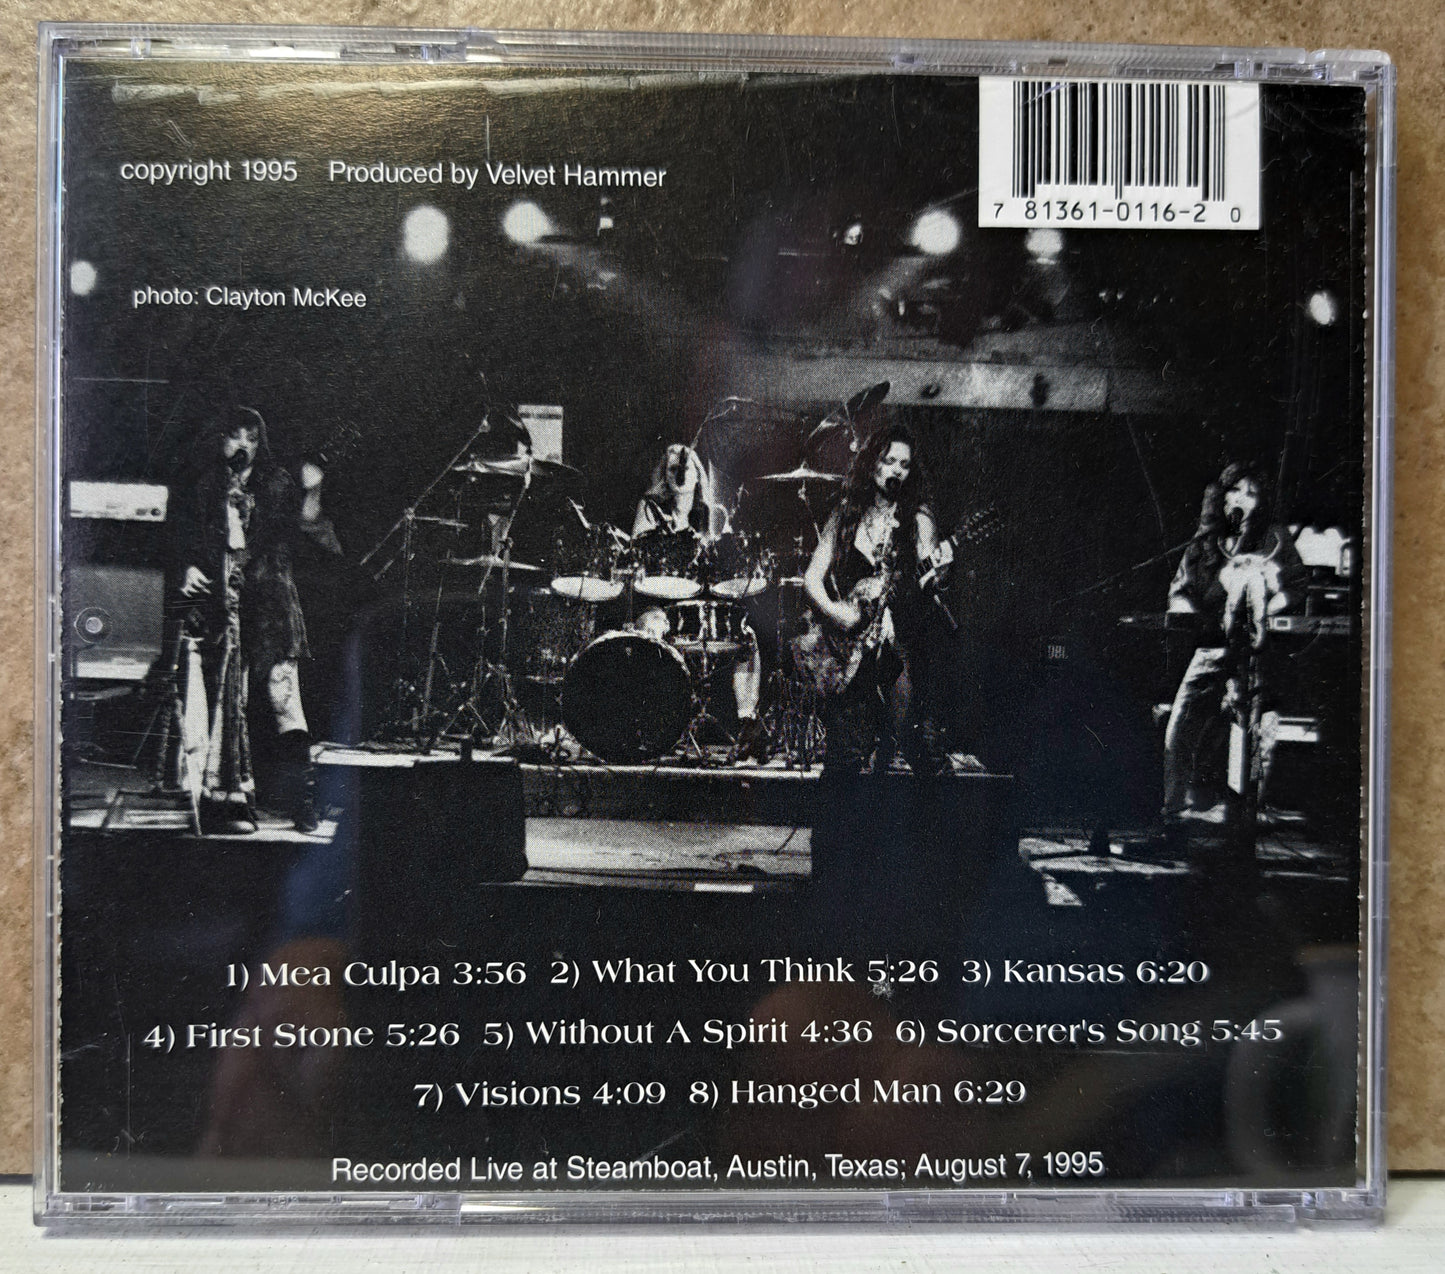 copyright 1995 Produced by Velvet Hammer
7 81361-0116-2 0
photo: Clayton McKee
JBL
1) Mea Culpa 3:56 2) What You Think 5:26 3) Kansas 6:20
4) First Stone 5:26 5) Without A Spirit 4:36 6) Sorcerer's Song 5:45
7) Visions 4:09 8) Hanged Man 6:29
Recorded Live at Steamboat, Austin, Texas; August 7, 1995